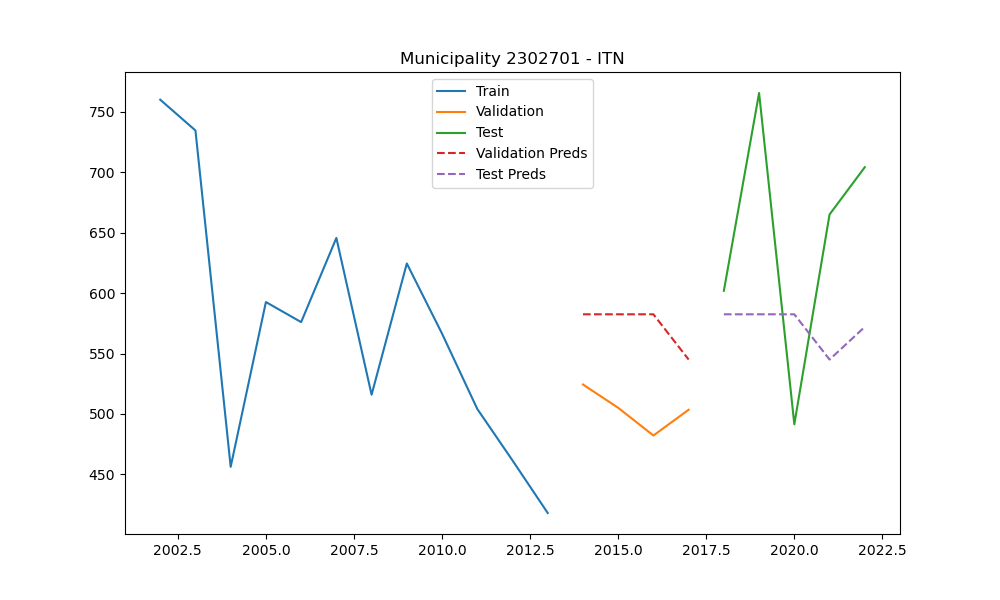 Municipality 2302701 - ITN
Train
Validation
Test
Validation Preds
Test Preds
750
700
650
600
550
500
450
2002.5 2005.0 2007.5 2010.0 2012.5 2015.0 2017.5 2020.0 2022.5